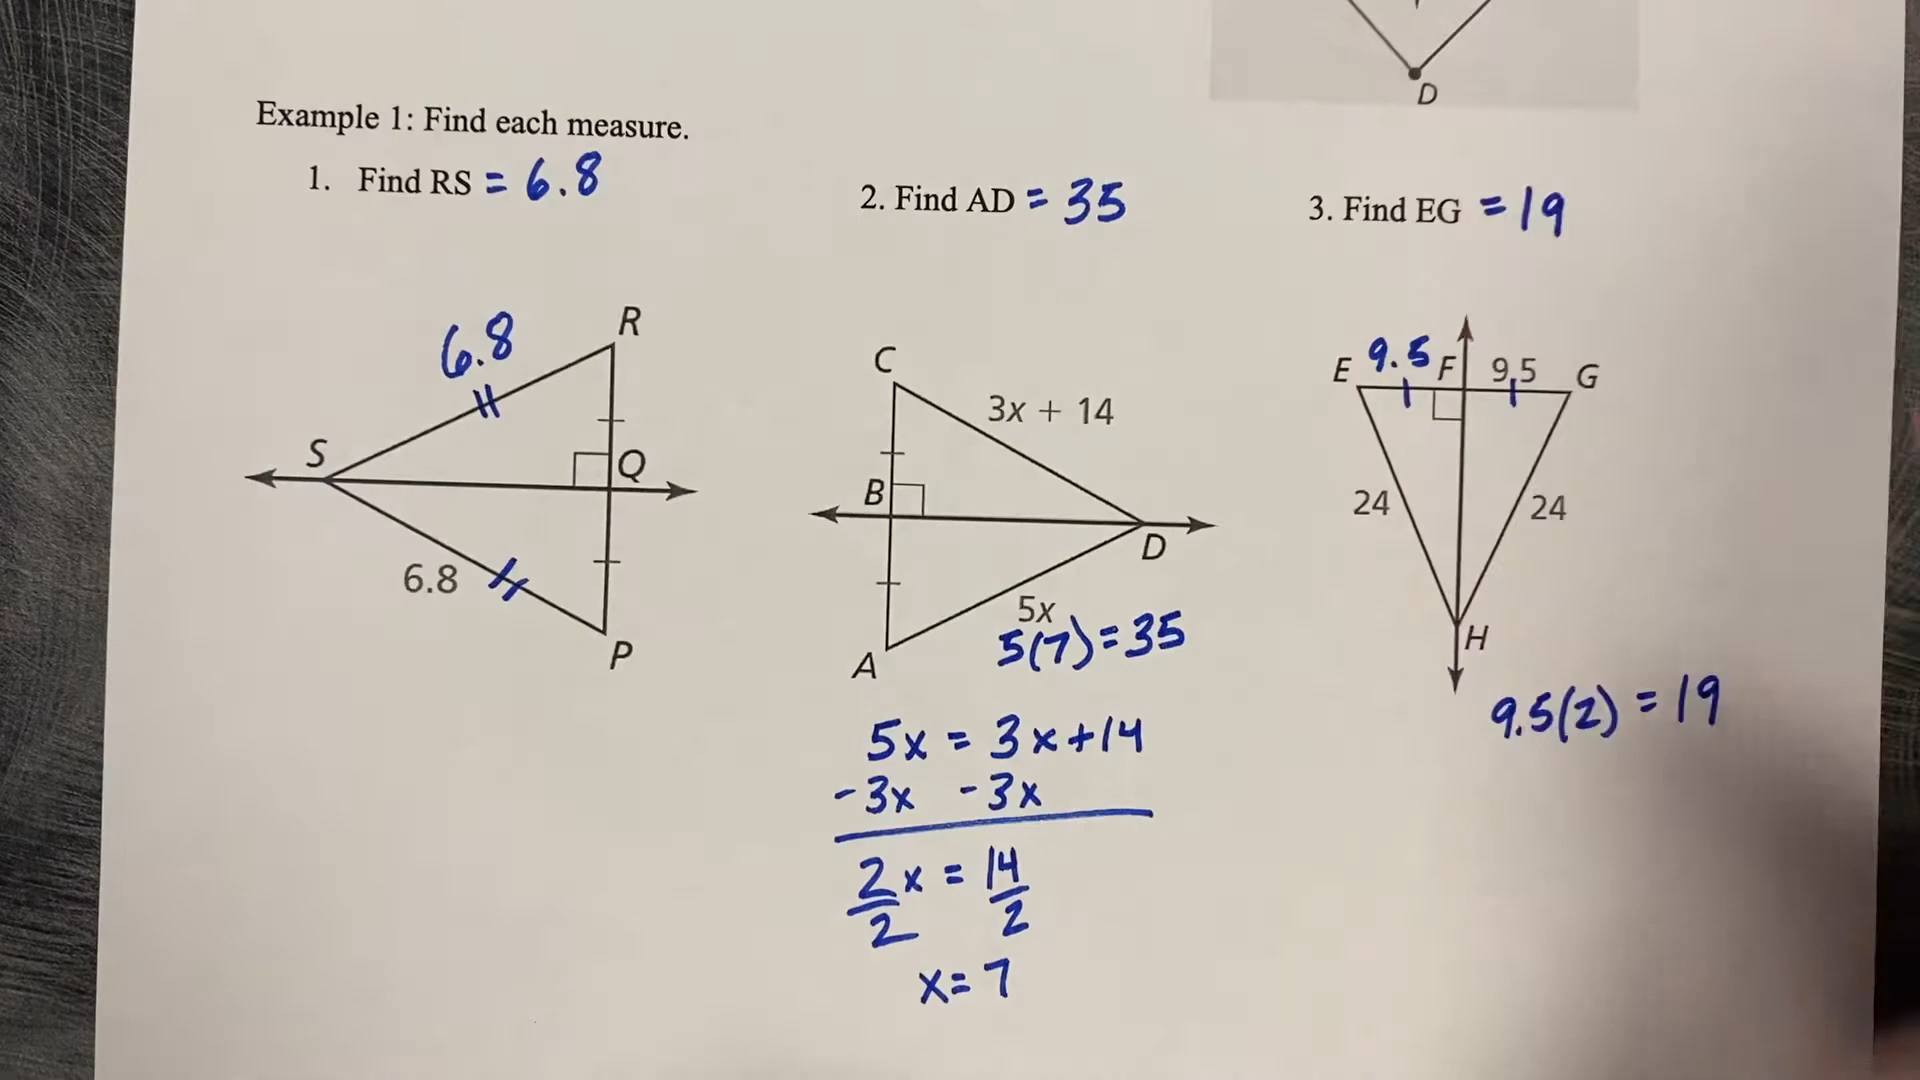 D
Example 1: Find each measure.
1. Find RS = 6.8
2. Find AD = 35
3. Find EG = 19
6.8
R
S
Q
6.8
P
C
3x + 14
B
D
5x
5(7)=35
A
5x = 3x+14
-3x -3x
2x = 14
2 2
x = 7
E 9.5 F 9.5 G
24 24
H
9.5(2) = 19